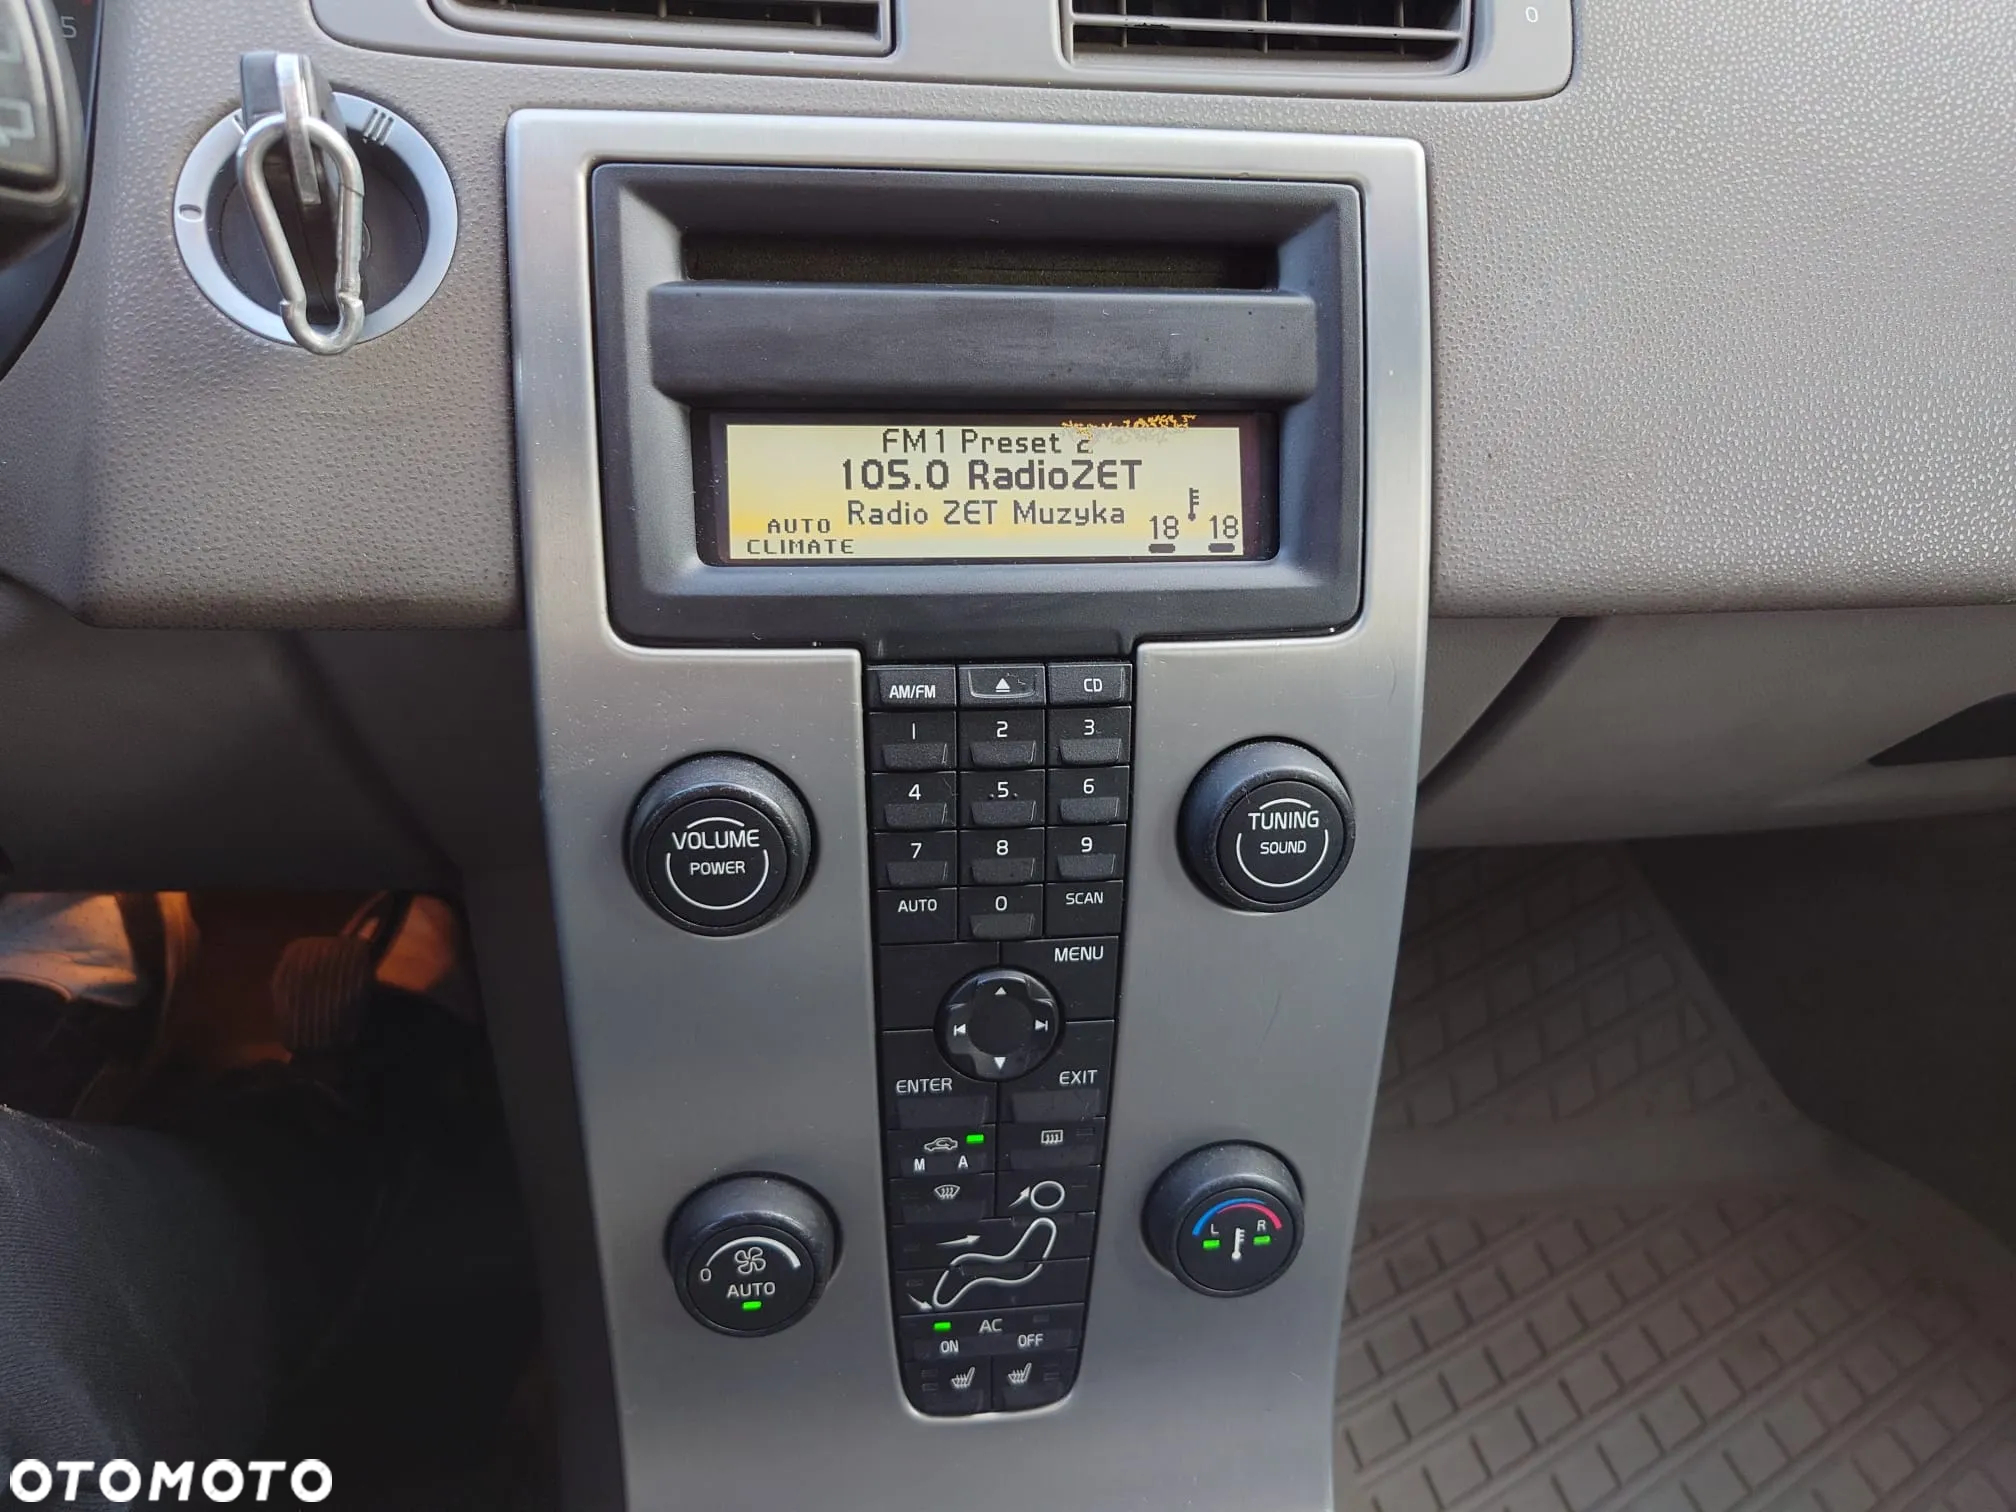 5
0
FM1 Preset 2
105.0 RadioZET
Radio ZET Muzyka
AUTO
CLIMATE
18 18
AM/FM CD
1 2 3
4 5 6
7 8 9
AUTO 0 SCAN
VOLUME
POWER
TUNING
SOUND
MENU
ENTER EXIT
M A
0
AUTO
L R
AC
ON OFF
OTOMOTO